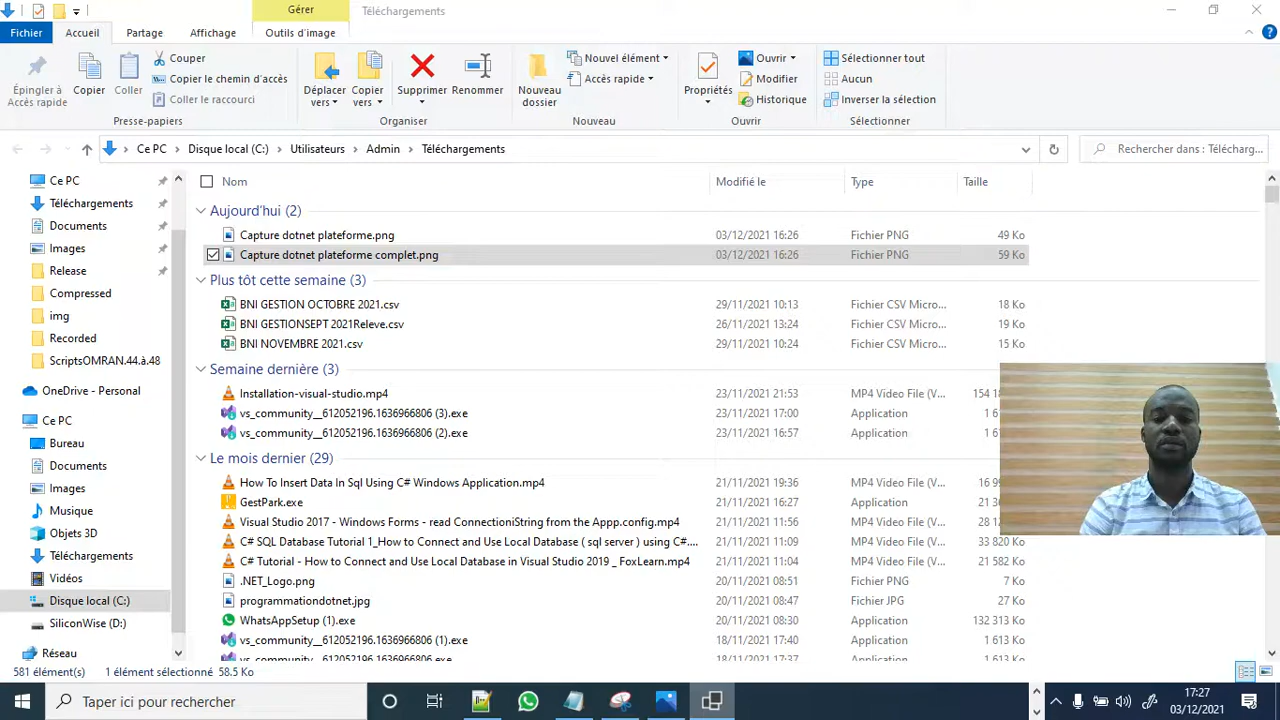 Gérer
Téléchargements
Fichier
Accueil
Partage
Affichage
Outils d'image
Épingler à
Accès rapide
Copier
Coller
Couper
Copier le chemin d'accès
Coller le raccourci
Presse-papiers
Déplacer
vers
Copier
vers
Supprimer
Renommer
Organiser
Nouveau
dossier
Nouvel élément
Accès rapide
Nouveau
Propriétés
Ouvrir
Modifier
Historique
Ouvrir
Sélectionner tout
Aucun
Inverser la sélection
Sélectionner
Ce PC
Disque local (C:)
Utilisateurs
Admin
Téléchargements
Rechercher dans : Télécharg...
Ce PC
Téléchargements
Documents
Images
Release
Compressed
img
Recorded
ScriptsOMRAN.44.à.48
OneDrive - Personal
Ce PC
Bureau
Documents
Images
Musique
Objets 3D
Téléchargements
Vidéos
Disque local (C:)
SiliconWise (D:)
Réseau
Nom Modifié le Type Taille
Aujourd'hui (2)
Capture dotnet plateforme.png 03/12/2021 16:26 Fichier PNG 49 Ko
Capture dotnet plateforme complet.png 03/12/2021 16:26 Fichier PNG 59 Ko
Plus tôt cette semaine (3)
BNI GESTION OCTOBRE 2021.csv 29/11/2021 10:13 Fichier CSV Micro... 18 Ko
BNI GESTIONSEPT 2021Releve.csv 26/11/2021 13:24 Fichier CSV Micro... 19 Ko
BNI NOVEMBRE 2021.csv 29/11/2021 10:24 Fichier CSV Micro... 15 Ko
Semaine dernière (3)
Installation-visual-studio.mp4 23/11/2021 21:53 MP4 Video File (V... 154
vs_community__612052196.1636966806 (3).exe 23/11/2021 17:00 Application 1 6
vs_community__612052196.1636966806 (2).exe 23/11/2021 16:57 Application 1 6
Le mois dernier (29)
How To Insert Data In Sql Using C# Windows Application.mp4 21/11/2021 19:36 MP4 Video File (V... 16
GestPark.exe 21/11/2021 16:27 Application 21
Visual Studio 2017 - Windows Forms - read ConnectioniString from the Appp.config.mp4 21/11/2021 11:56 MP4 Video File (V... 28
C# SQL Database Tutorial 1_How to Connect and Use Local Database ( sql server ) using C#.... 21/11/2021 11:09 MP4 Video File (V... 33 820 Ko
C# Tutorial - How to Connect and Use Local Database in Visual Studio 2019 _ FoxLearn.mp4 21/11/2021 11:04 MP4 Video File (V... 21 582 Ko
.NET_Logo.png 20/11/2021 08:51 Fichier PNG 7 Ko
programmationdotnet.jpg 20/11/2021 08:47 Fichier JPG 27 Ko
WhatsAppSetup (1).exe 20/11/2021 08:30 Application 132 313 Ko
vs_community__612052196.1636966806 (1).exe 18/11/2021 17:40 Application 1 613 Ko
vs_community__612052196.1636966806.exe 18/11/2021 17:37 Application 1 613 Ko
581 élément(s) 1 élément sélectionné 58.5 Ko
Taper ici pour rechercher
17:27
03/12/2021